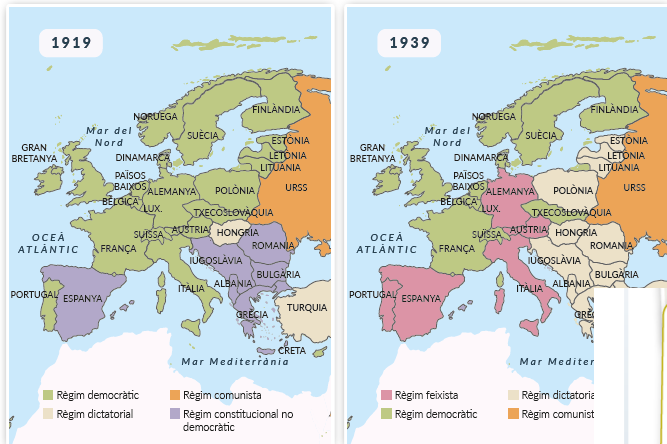 1919
Mar del
Nord
NORUEGA
SUÈCIA
FINLÀNDIA
ESTÒNIA
LETÒNIA
LITUÀNIA
GRAN
BRETANYA
DINAMARCA
PAÏSOS
BAIXOS
BÈLGICA
LUX.
ALEMANYA
POLÒNIA
URSS
TXECOSLOVÀQUIA
OCEÀ
ATLÀNTIC
FRANÇA
SUÏSSA
ÀUSTRIA
HONGRIA
ROMANIA
IUGOSLÀVIA
BULGÀRIA
PORTUGAL
ESPANYA
ITÀLIA
ALBÀNIA
GRÈCIA
TURQUIA
CRETA
Mar Mediterrània
Règim democràtic
Règim dictatorial
Règim comunista
Règim constitucional no
democràtic
1939
Mar del
Nord
NORUEGA
SUÈCIA
FINLÀNDIA
ESTÒNIA
LETÒNIA
LITUÀNIA
GRAN
BRETANYA
DINAMARCA
PAÏSOS
BAIXOS
BÈLGICA
LUX.
ALEMANYA
POLÒNIA
URSS
TXECOSLOVÀQUIA
OCEÀ
ATLÀNTIC
FRANÇA
SUÏSSA
ÀUSTRIA
HONGRIA
ROMANIA
IUGOSLÀVIA
BULGÀRIA
PORTUGAL
ESPANYA
ITÀLIA
ALBÀNIA
GRÈC
Mar Mediter
Règim feixista
Règim democràtic
Règim dictatoria
Règim comunist